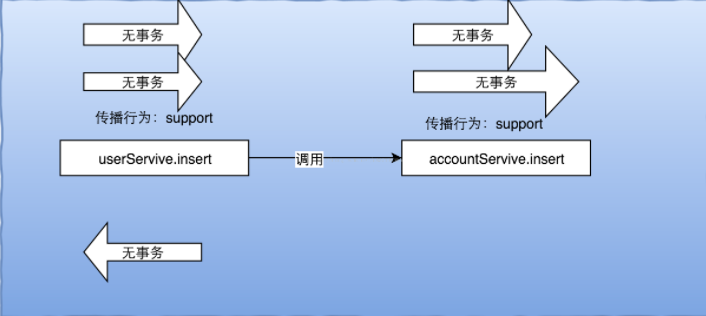 无事务
无事务
无事务
无事务
传播行为：support
传播行为：support
userServive.insert
调用
accountServive.insert
无事务